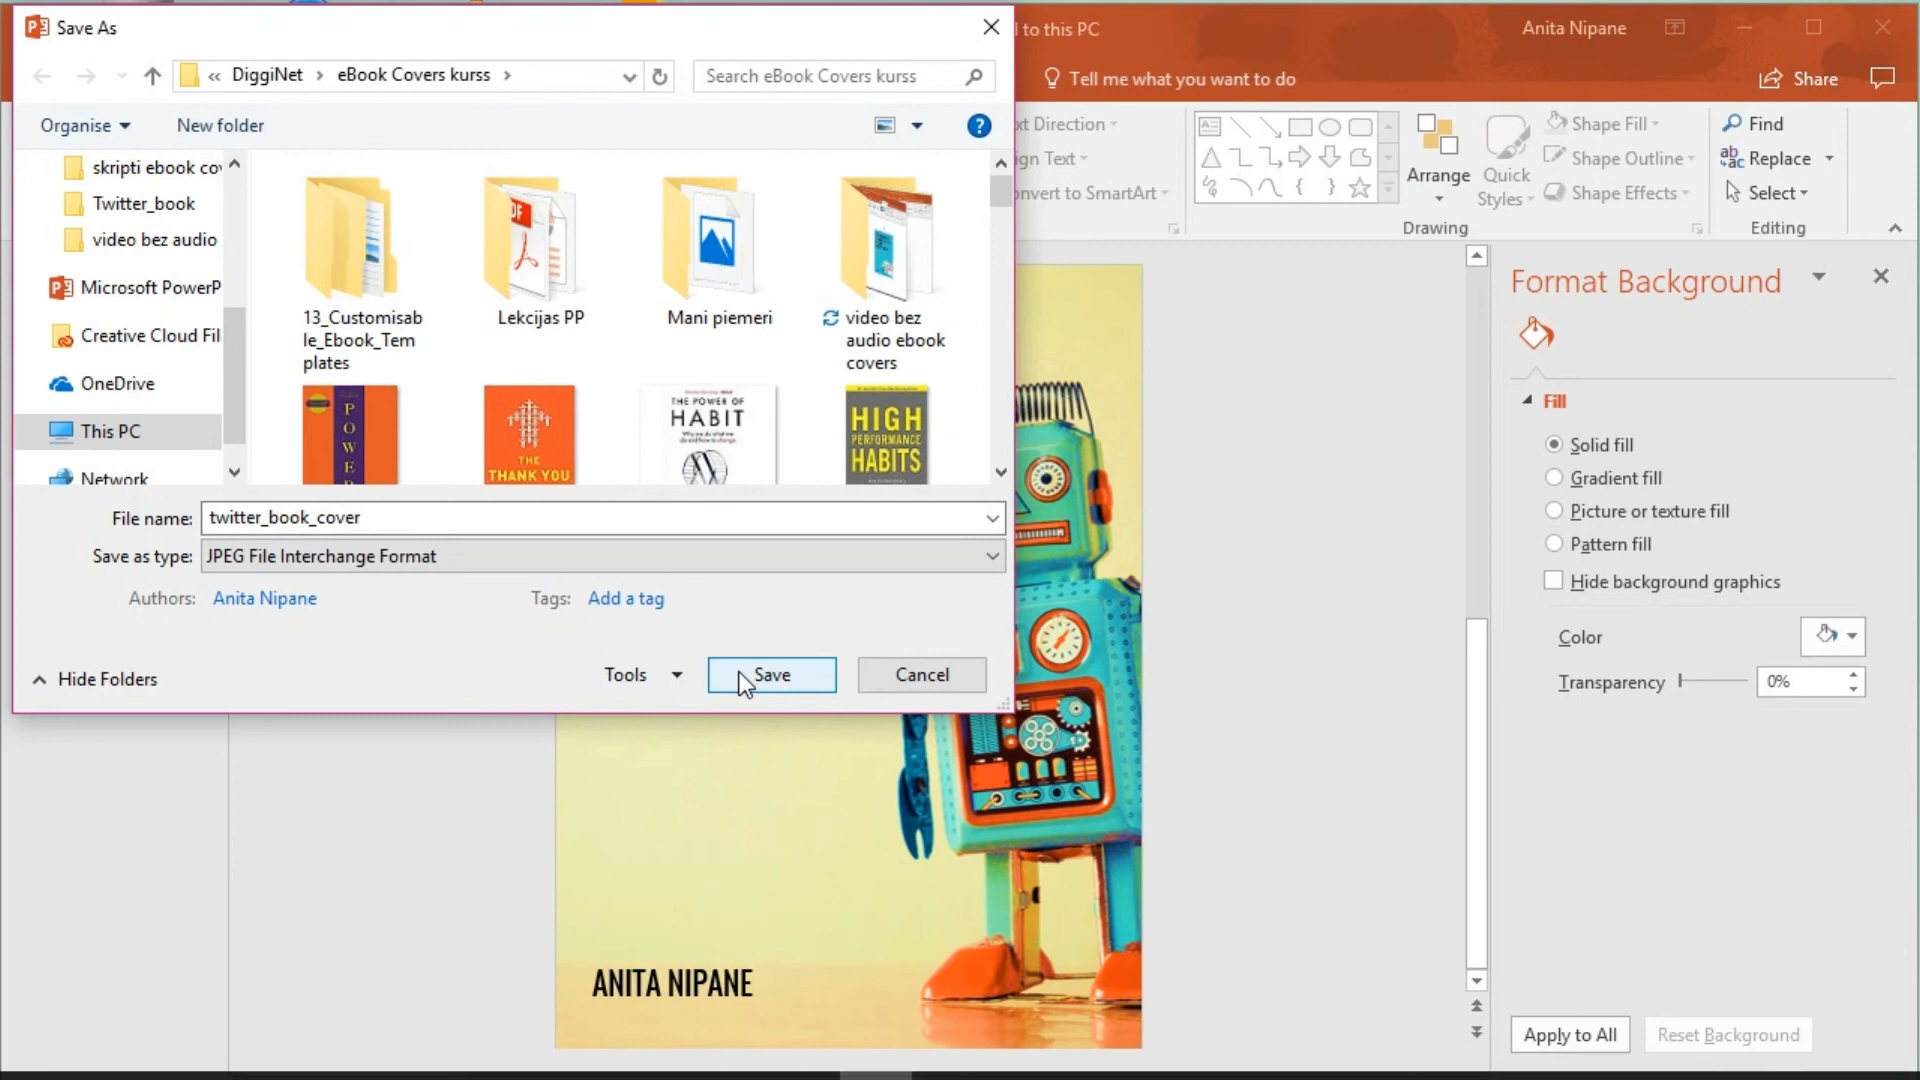 Save As
l to this PC
Anita Nipane
« DiggiNet › eBook Covers kurss ›
Search eBook Covers kurss
Tell me what you want to do
Share
Organise
New folder
xt Direction
ign Text
onvert to SmartArt
Arrange
Quick
Styles
Shape Fill
Shape Outline
Shape Effects
Drawing
Find
Replace
Select
Editing
skripti ebook cov
Twitter_book
video bez audio
Microsoft PowerP
Creative Cloud Fil
OneDrive
This PC
Network
13_Customisab
le_Ebook_Tem
plates
Lekcijas PP
Mani piemeri
video bez
audio ebook
covers
POWER
THE
THANK YOU
THE POWER OF
HABIT
HIGH
PERFORMANCE
HABITS
File name: twitter_book_cover
Save as type: JPEG File Interchange Format
Authors: Anita Nipane
Tags: Add a tag
Hide Folders
Tools
Save
Cancel
ANITA NIPANE
Format Background
Fill
Solid fill
Gradient fill
Picture or texture fill
Pattern fill
Hide background graphics
Color
Transparency
0%
Apply to All
Reset Background